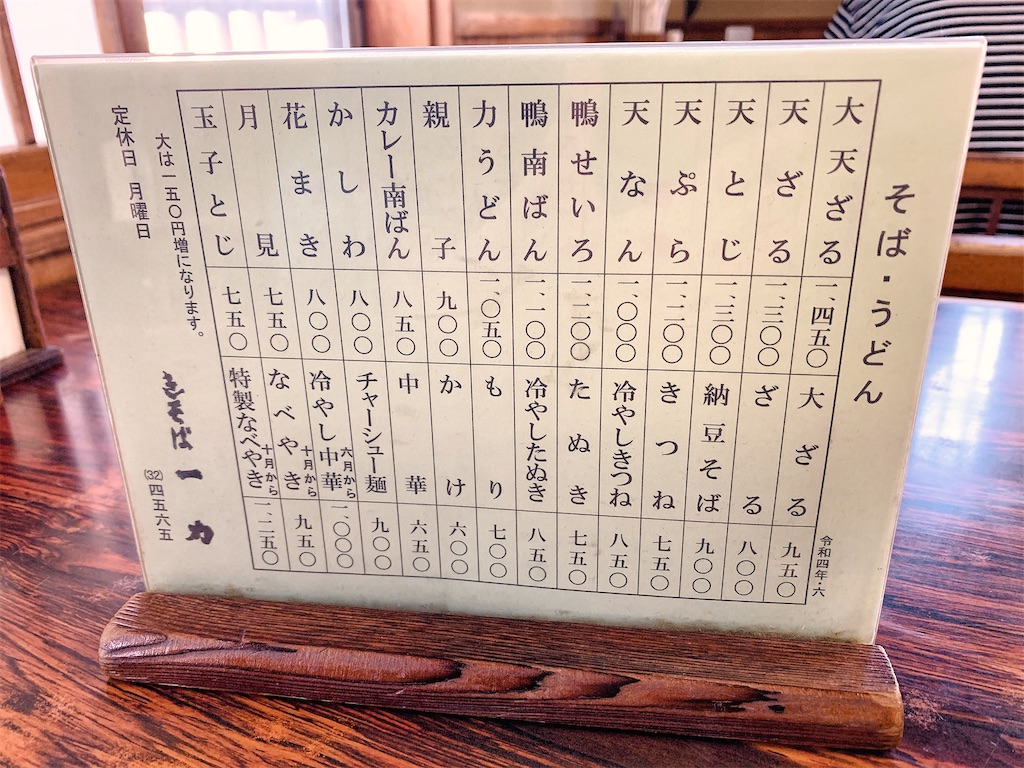 そば・うどん
大天ざる 一、四五〇
天ざる 一、三〇〇
天とじ 一、三〇〇
天ぷら 一、二〇〇
天なん 一、〇〇〇
鴨せいろ 一、二〇〇
鴨南ばん 一、一〇〇
力うどん 一、〇五〇
親子 九〇〇
カレー南ばん 八五〇
かしわ 八〇〇
花まき 八〇〇
月見 七五〇
玉子とじ 七五〇
大ざる 九五〇
ざる 八〇〇
納豆そば 九〇〇
きつね 七五〇
冷やしきつね 八五〇
たぬき 七五〇
冷やしたぬき 八五〇
もり 七〇〇
かけ 六〇〇
中華 六五〇
チャーシュー麺 九〇〇
冷やし中華 六月から 一、〇〇〇
なべやき 十月から 九五〇
特製なべやき 十月から 一、二五〇
令和四年・六
大は一五〇円増になります。
定休日 月曜日
きそば 一力
(32)四五六五